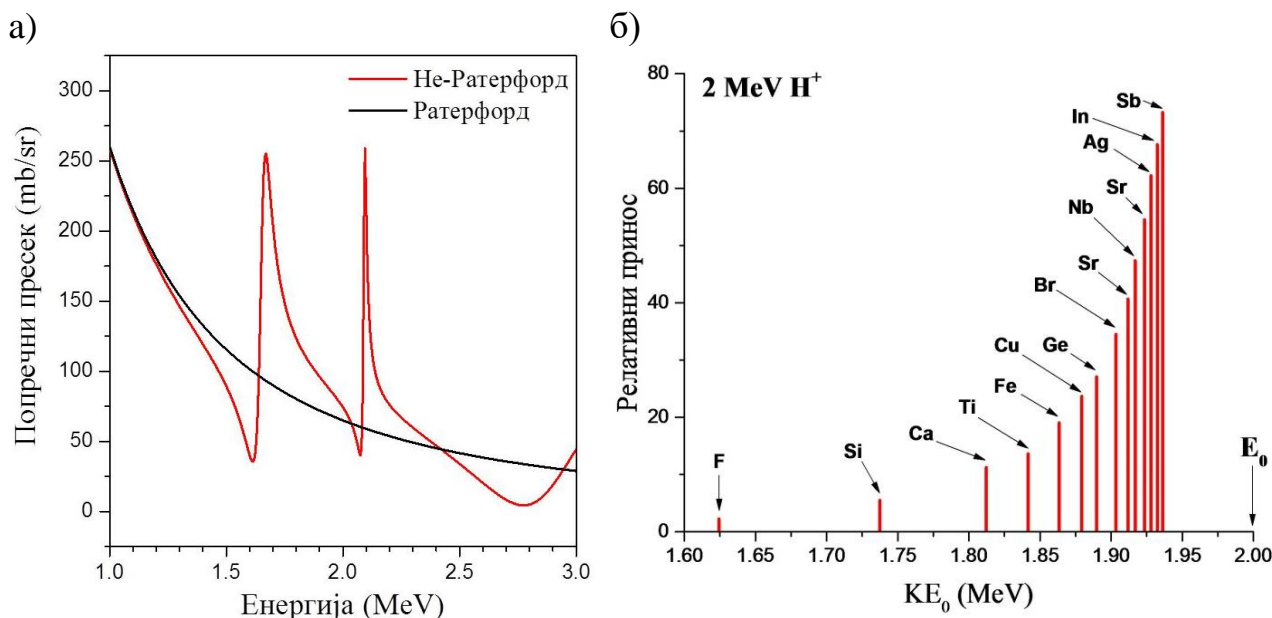 а)
Не-Ратерфорд
Ратерфорд
300
250
200
150
100
50
0
Попречни пресек (mb/sr)
1.0 1.5 2.0 2.5 3.0
Енергија (MeV)
б)
2 MeV H⁺
80
60
40
20
0
Релативни принос
F
Si
Ca
Ti
Fe
Cu
Ge
Br
Sr
Nb
Sr
Ag
In
Sb
E₀
1.60 1.65 1.70 1.75 1.80 1.85 1.90 1.95 2.00
KE₀ (MeV)